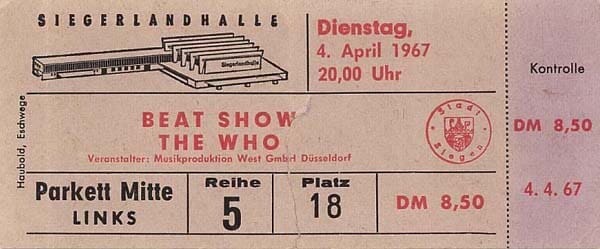 SIEGERLANDHALLE
Siegerlandhalle
Dienstag,
4. April 1967
20,00 Uhr
Kontrolle
Haubold, Eschwege
BEAT SHOW
THE WHO
Veranstalter: Musikproduktion West GmbH Düsseldorf
Stadt
Siegen
DM 8,50
Parkett Mitte
LINKS
Reihe
5
Platz
18
DM 8,50
4. 4. 67